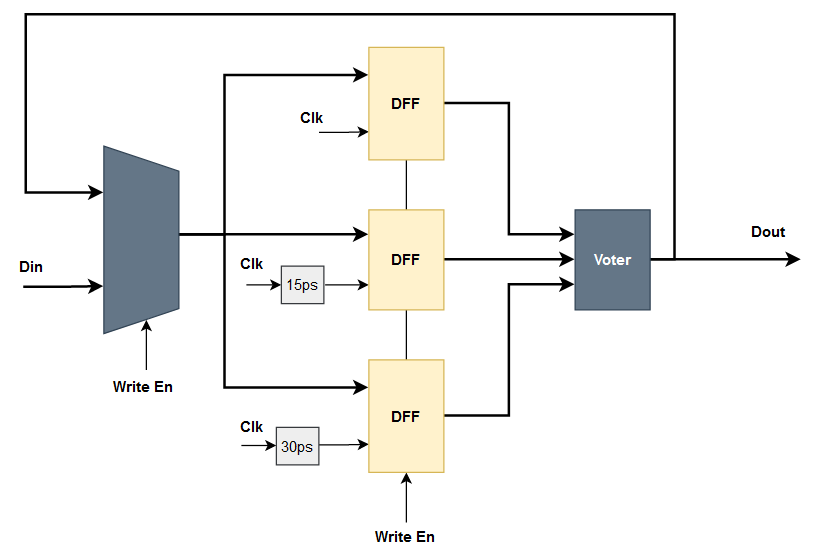 DFF
Clk
DFF
Clk
15ps
Voter
Dout
Din
Write En
DFF
Clk
30ps
Write En